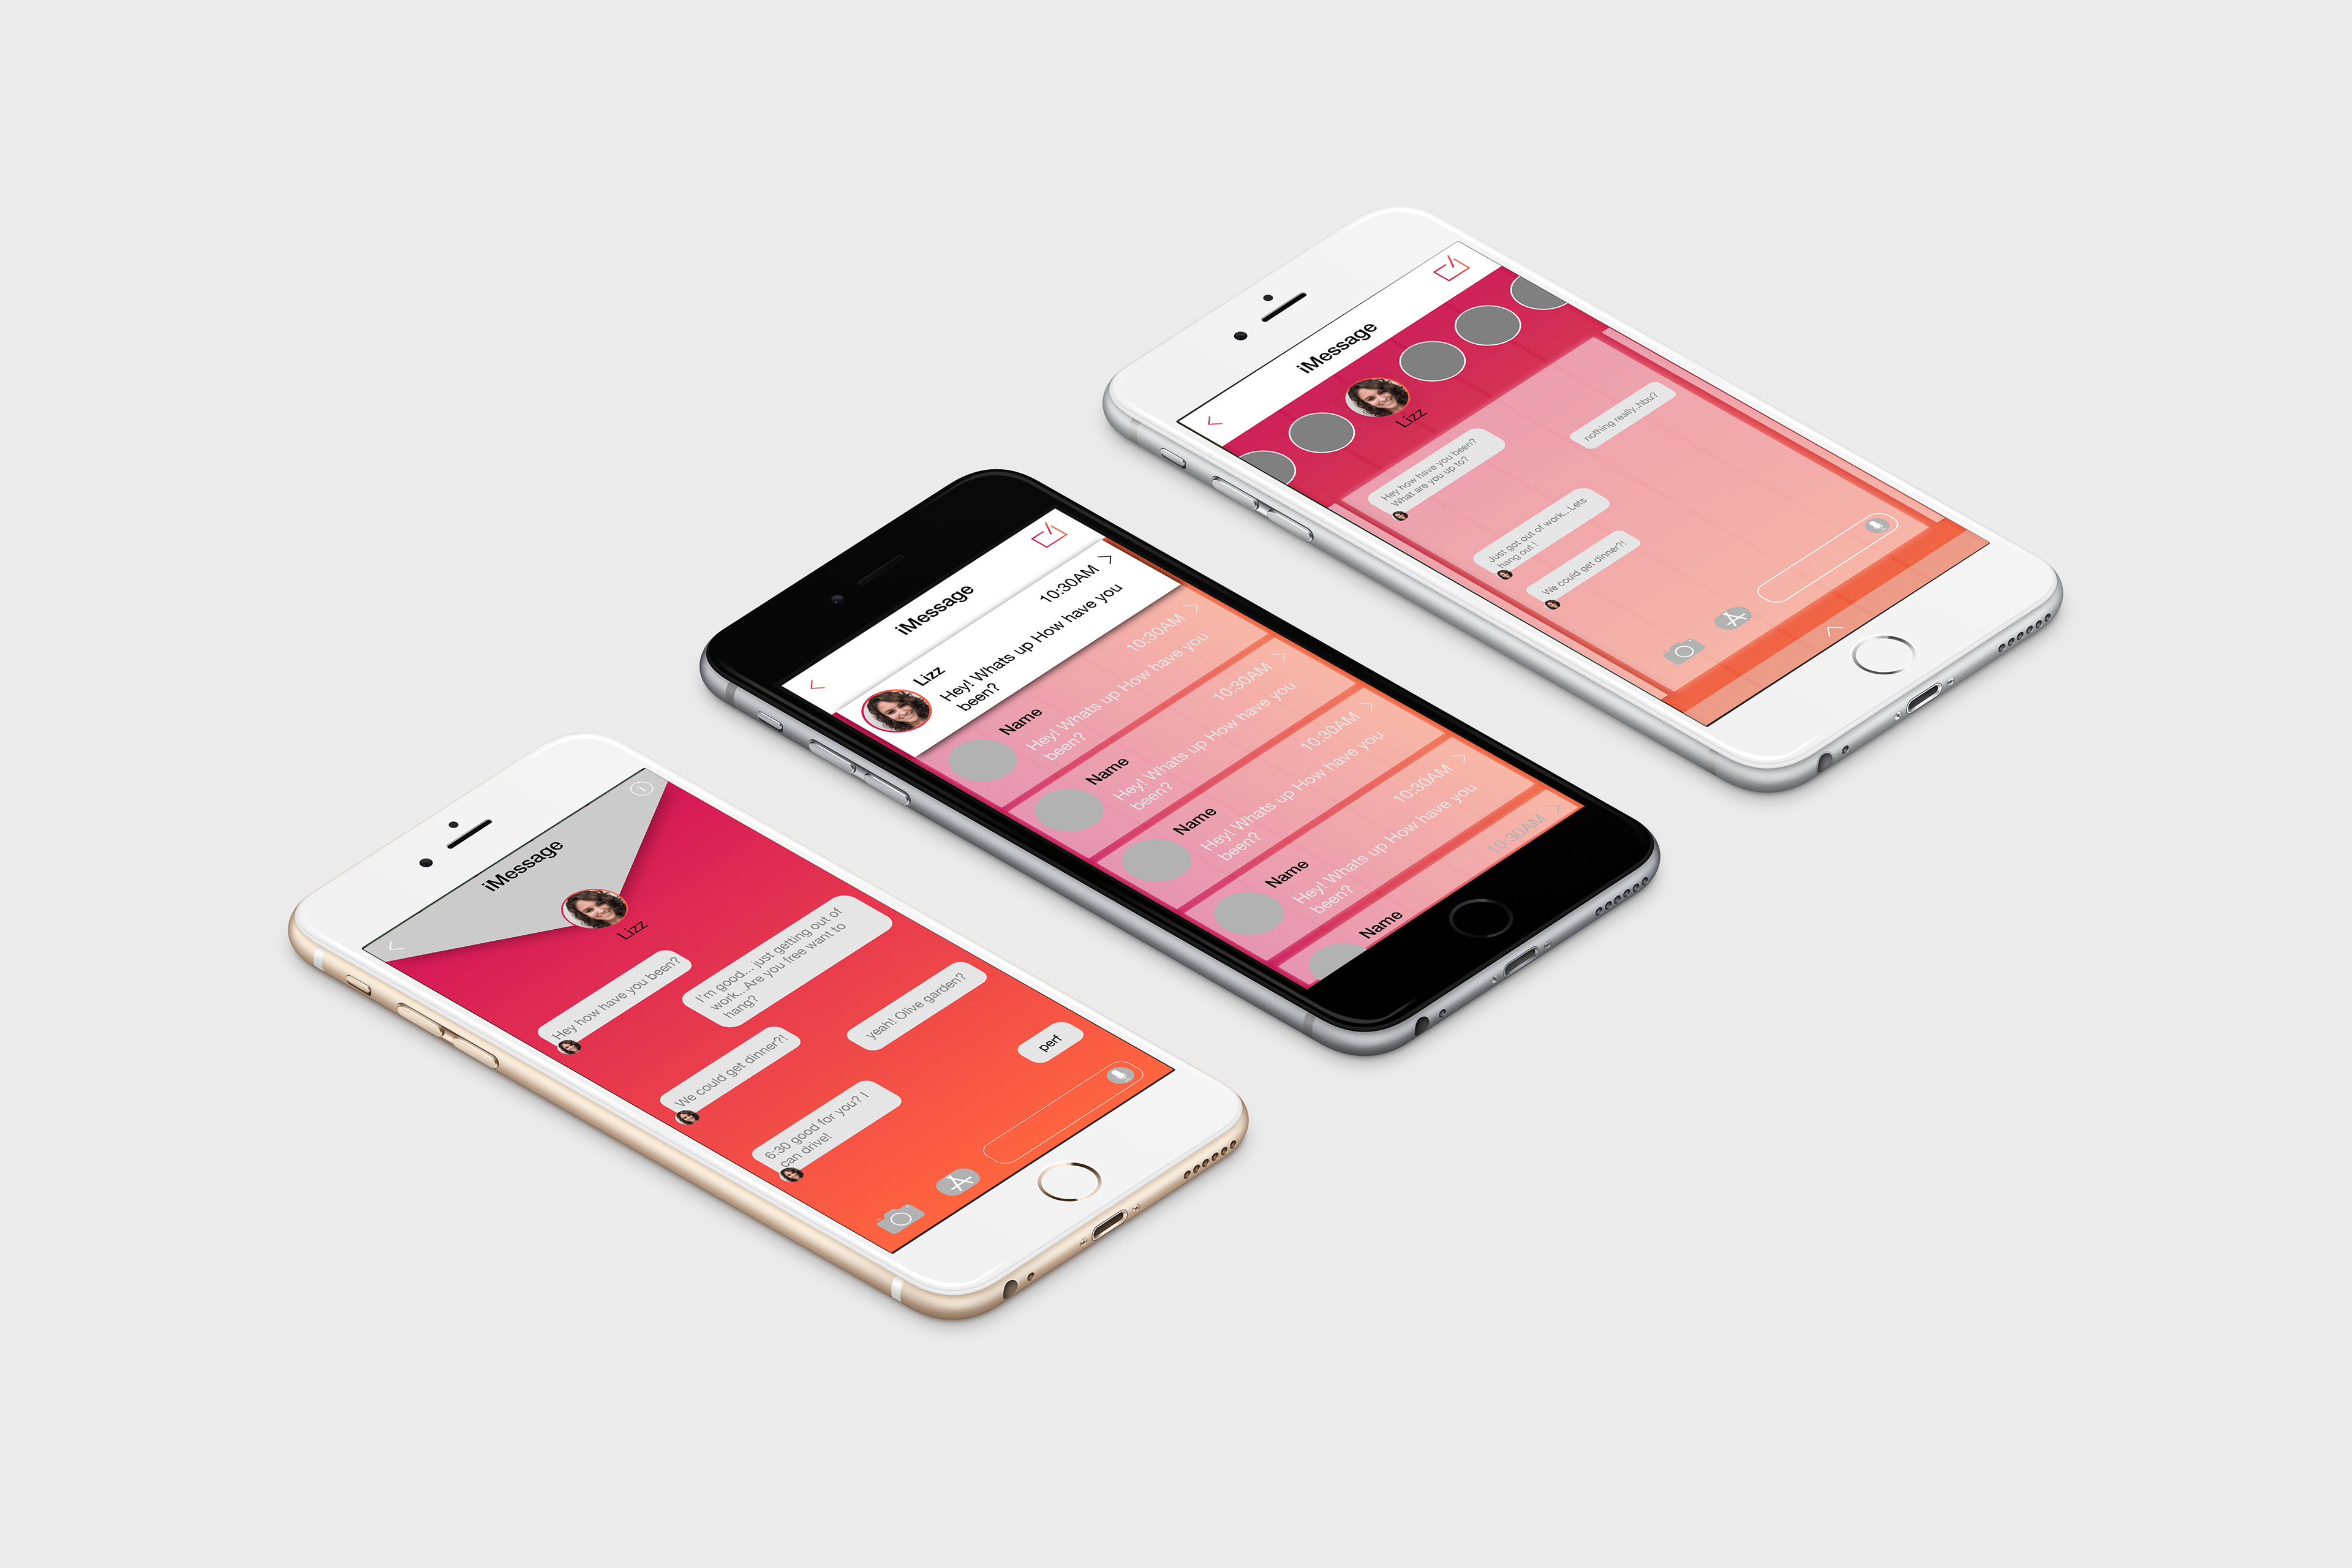 iMessage
Lizz
Hey how have you been?
I'm good.... just getting out of
work...Are you free want to
hang?
We could get dinner?!
yeah! Olive garden?
6:30 good for you? I
can drive!
perf
iMessage
Lizz
10:30AM
Hey! Whats up How have you
been?
Name
10:30AM
Hey! Whats up How have you
been?
Name
10:30AM
Hey! Whats up How have you
been?
Name
10:30AM
Hey! Whats up How have you
been?
Name
10:30AM
Hey! Whats up How have you
been?
Name
10:30AM
iMessage
Lizz
nothing really..hbu?
Hey how have you been?
What are you up to?
Just got out of work...Lets
hang out !
We could get dinner?!